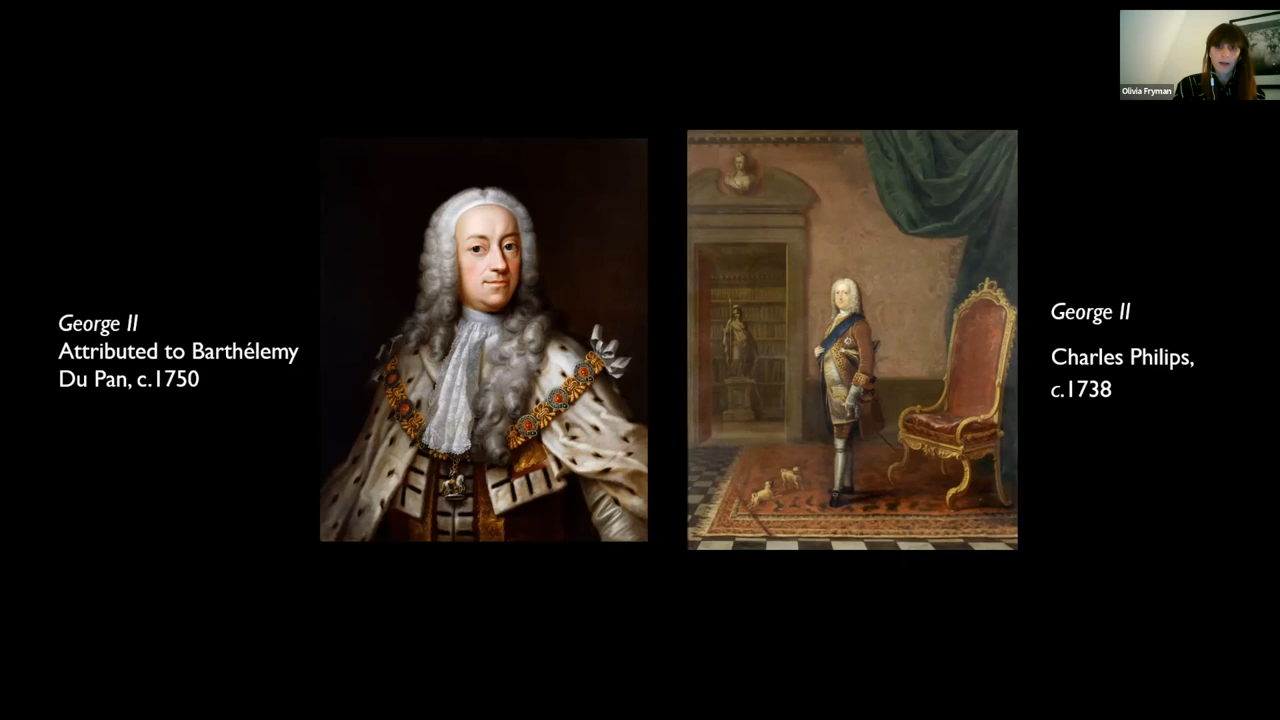 Olivia Fryman
George II
Attributed to Barthélemy
Du Pan, c.1750
George II
Charles Philips,
c.1738